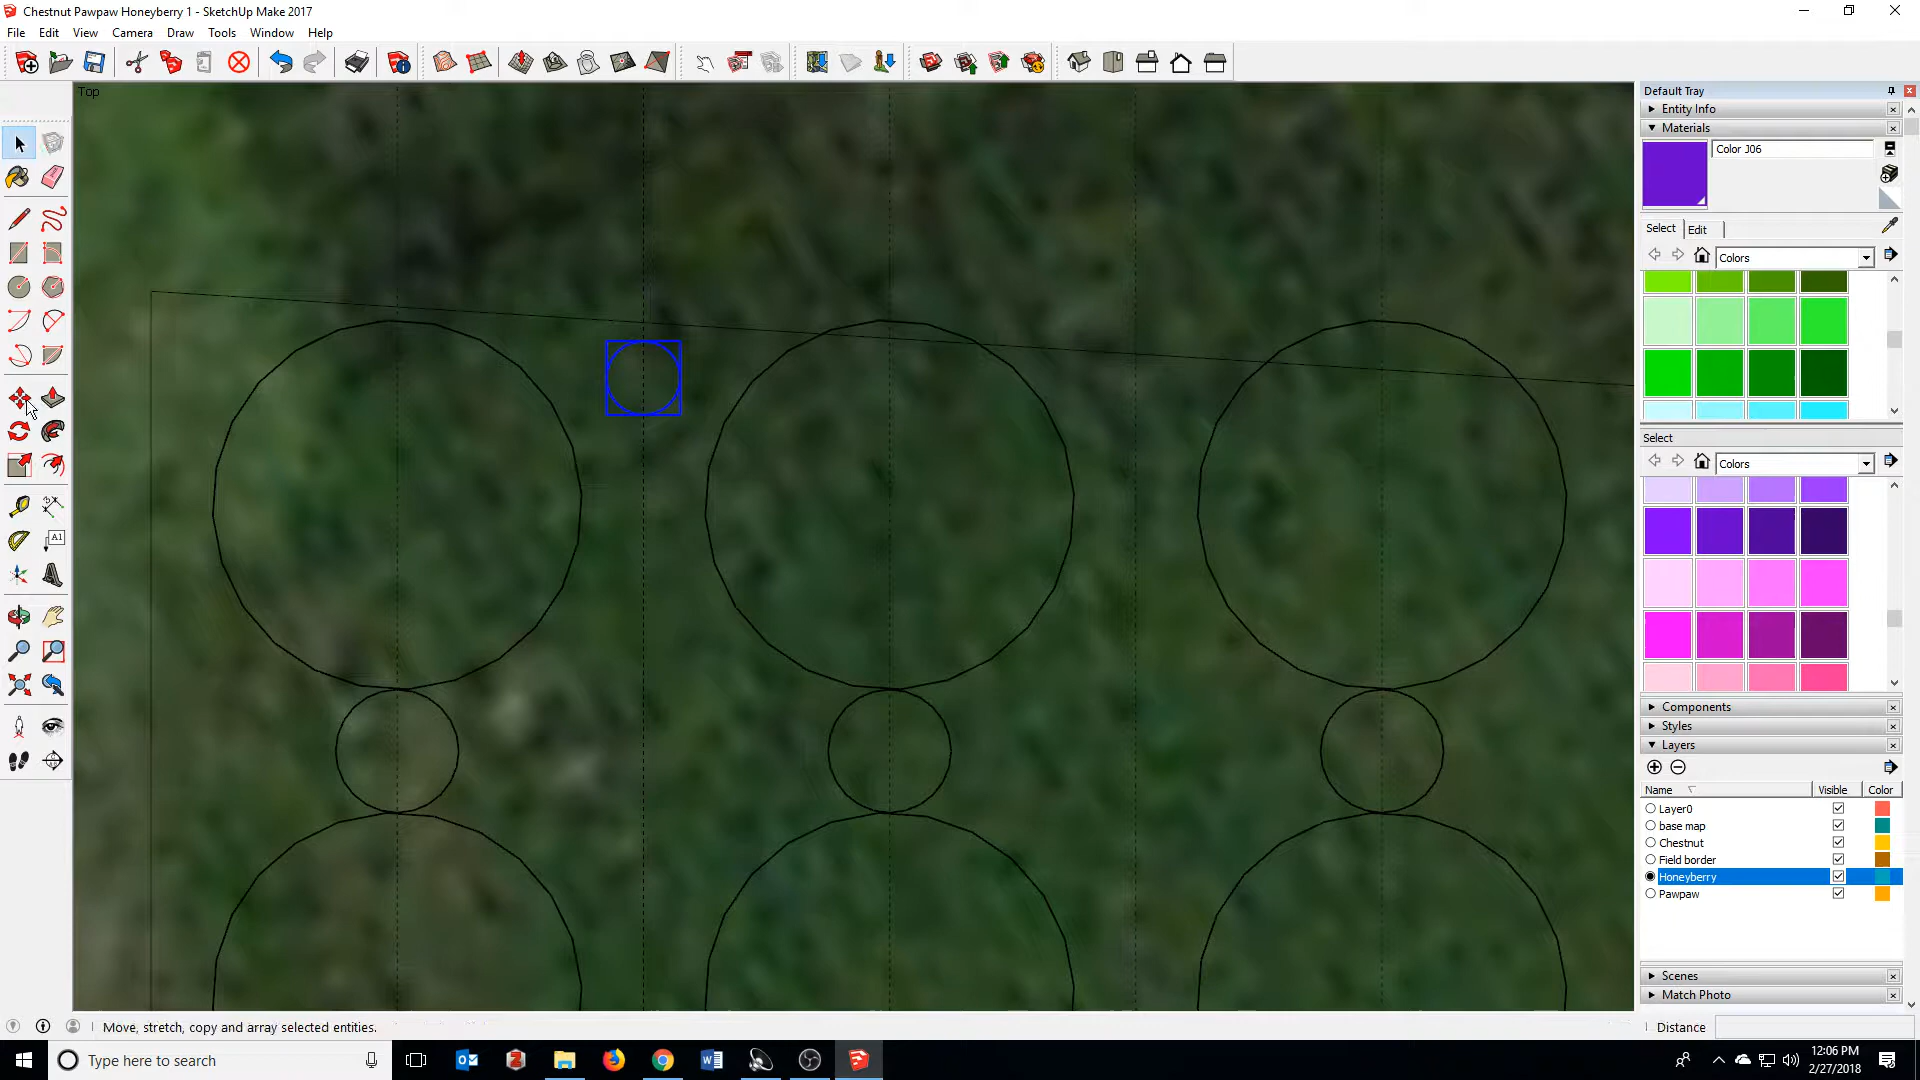 Chestnut Pawpaw Honeyberry 1 - SketchUp Make 2017
File Edit View Camera Draw Tools Window Help
Top
Default Tray
Entity Info
Materials
Color J06
Select Edit
Colors
Select
Colors
Components
Styles
Layers
Name Visible Color
Layer0
base map
Chestnut
Field border
Honeyberry
Pawpaw
Scenes
Match Photo
A1
Move, stretch, copy and array selected entities.
Distance
Type here to search
12:06 PM
2/27/2018